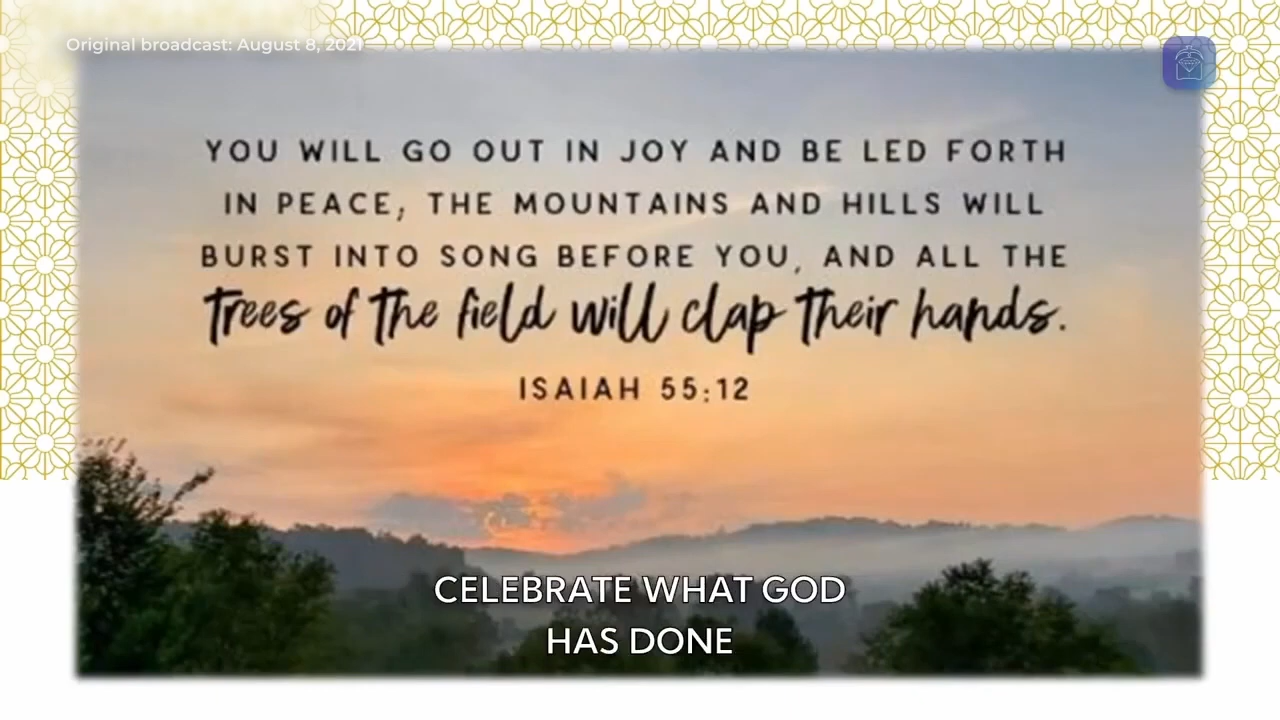 Original broadcast: August 8, 2021
YOU WILL GO OUT IN JOY AND BE LED FORTH
IN PEACE; THE MOUNTAINS AND HILLS WILL
BURST INTO SONG BEFORE YOU, AND ALL THE
trees of the field will clap their hands.
ISAIAH 55:12
CELEBRATE WHAT GOD
HAS DONE